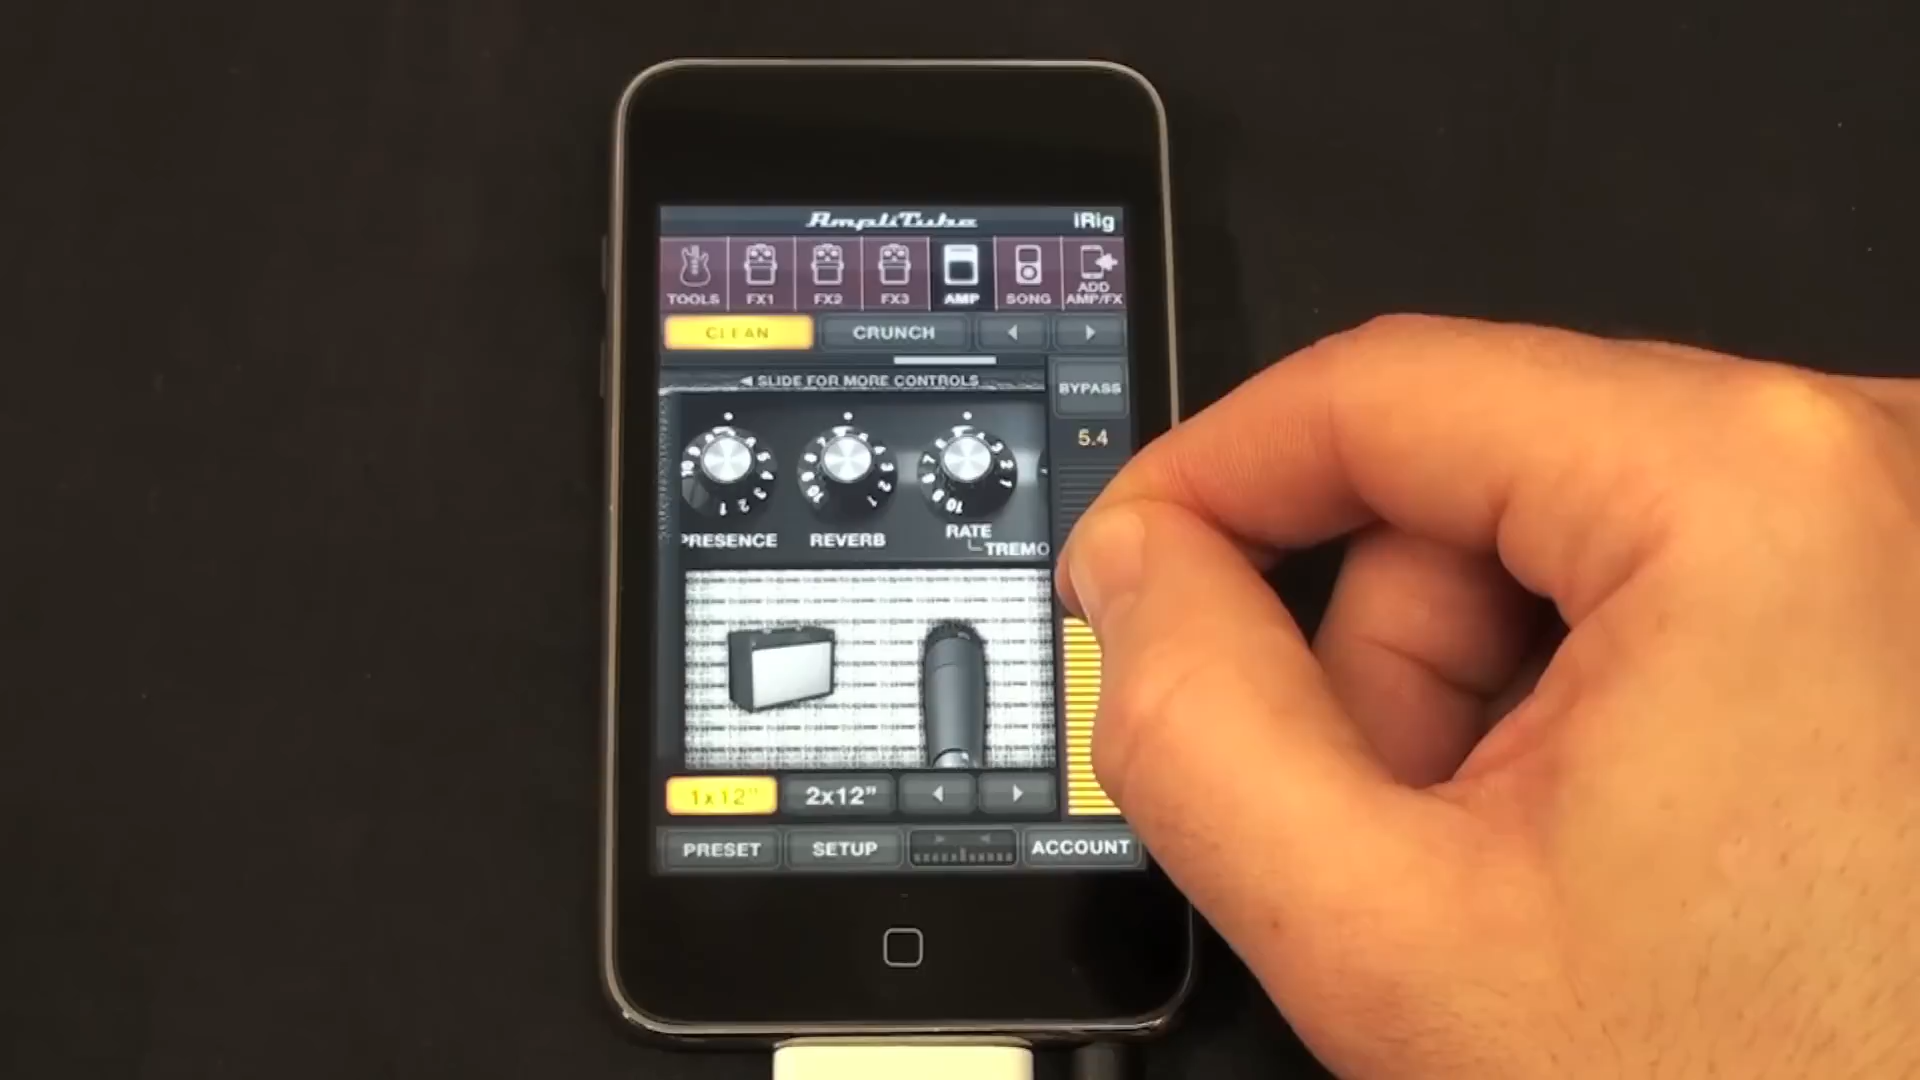 AmpliTube
iRig
TOOLS
FX1
FX2
FX3
AMP
SONG
ADD
AMP/FX
CLEAN
CRUNCH
SLIDE FOR MORE CONTROLS
BYPASS
5.4
PRESENCE
REVERB
RATE
TREMO
1x12"
2x12"
PRESET
SETUP
ACCOUNT